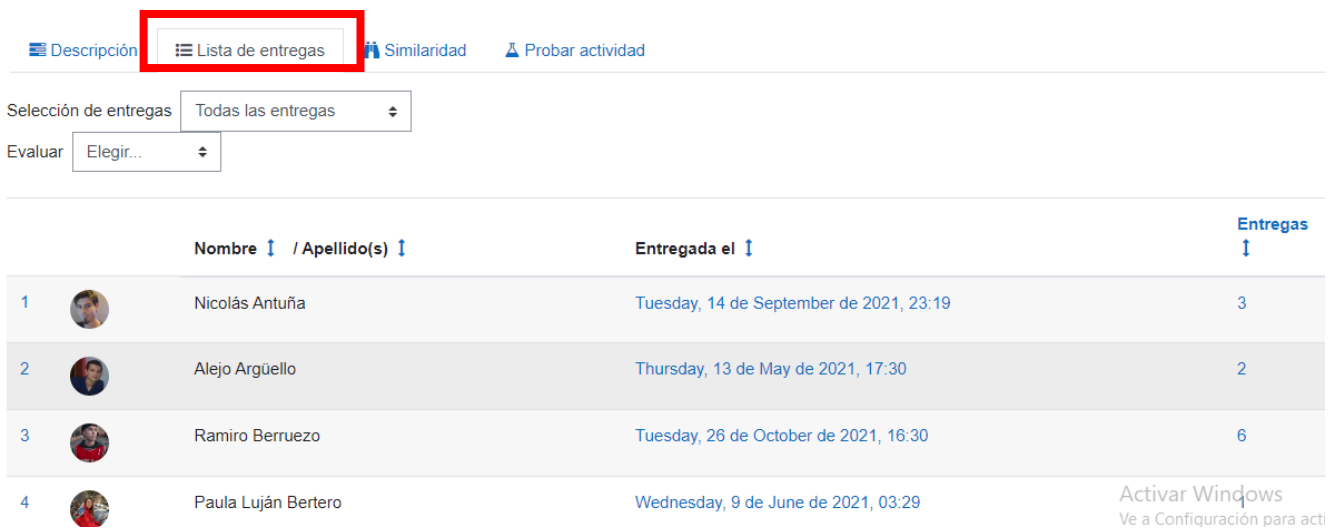 Descripción Lista de entregas Similaridad Probar actividad
Selección de entregas Todas las entregas
Evaluar Elegir...
Nombre / Apellido(s) Entregada el Entregas
1 Nicolás Antuña Tuesday, 14 de September de 2021, 23:19 3
2 Alejo Argüello Thursday, 13 de May de 2021, 17:30 2
3 Ramiro Berruezo Tuesday, 26 de October de 2021, 16:30 6
4 Paula Luján Bertero Wednesday, 9 de June de 2021, 03:29 1
Activar Windows
Ve a Configuración para acti